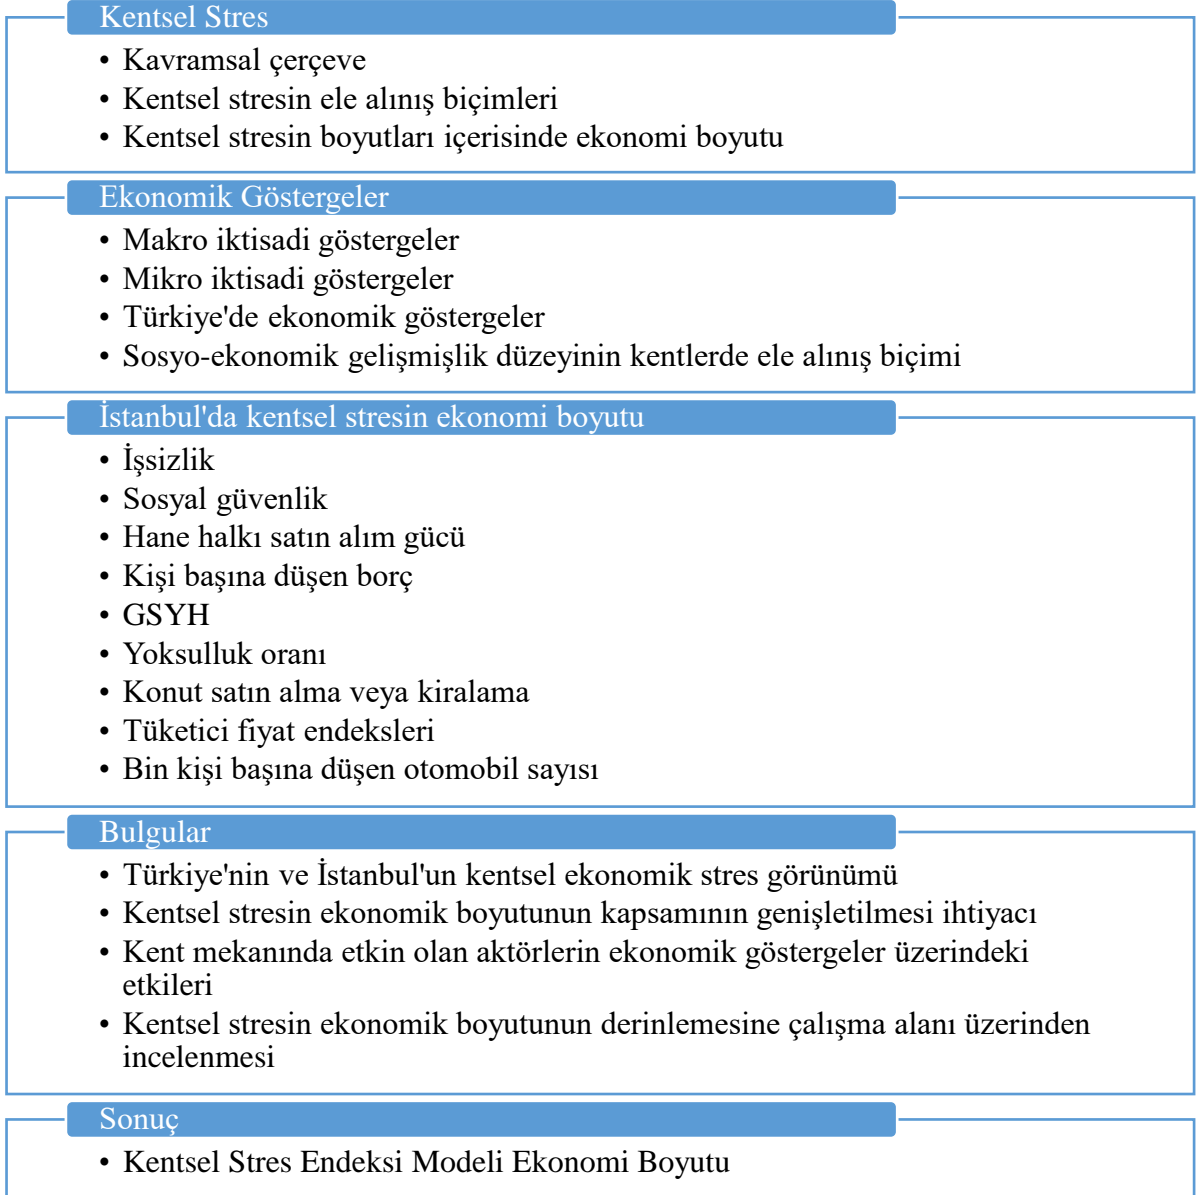 Kentsel Stres
• Kavramsal çerçeve
• Kentsel stresin ele alınış biçimleri
• Kentsel stresin boyutları içerisinde ekonomi boyutu
Ekonomik Göstergeler
• Makro iktisadi göstergeler
• Mikro iktisadi göstergeler
• Türkiye'de ekonomik göstergeler
• Sosyo-ekonomik gelişmişlik düzeyinin kentlerde ele alınış biçimi
İstanbul'da kentsel stresin ekonomi boyutu
• İşsizlik
• Sosyal güvenlik
• Hane halkı satın alım gücü
• Kişi başına düşen borç
• GSYH
• Yoksulluk oranı
• Konut satın alma veya kiralama
• Tüketici fiyat endeksleri
• Bin kişi başına düşen otomobil sayısı
Bulgular
• Türkiye'nin ve İstanbul'un kentsel ekonomik stres görünümü
• Kentsel stresin ekonomik boyutunun kapsamının genişletilmesi ihtiyacı
• Kent mekanında etkin olan aktörlerin ekonomik göstergeler üzerindeki
etkileri
• Kentsel stresin ekonomik boyutunun derinlemesine çalışma alanı üzerinden
incelenmesi
Sonuç
• Kentsel Stres Endeksi Modeli Ekonomi Boyutu